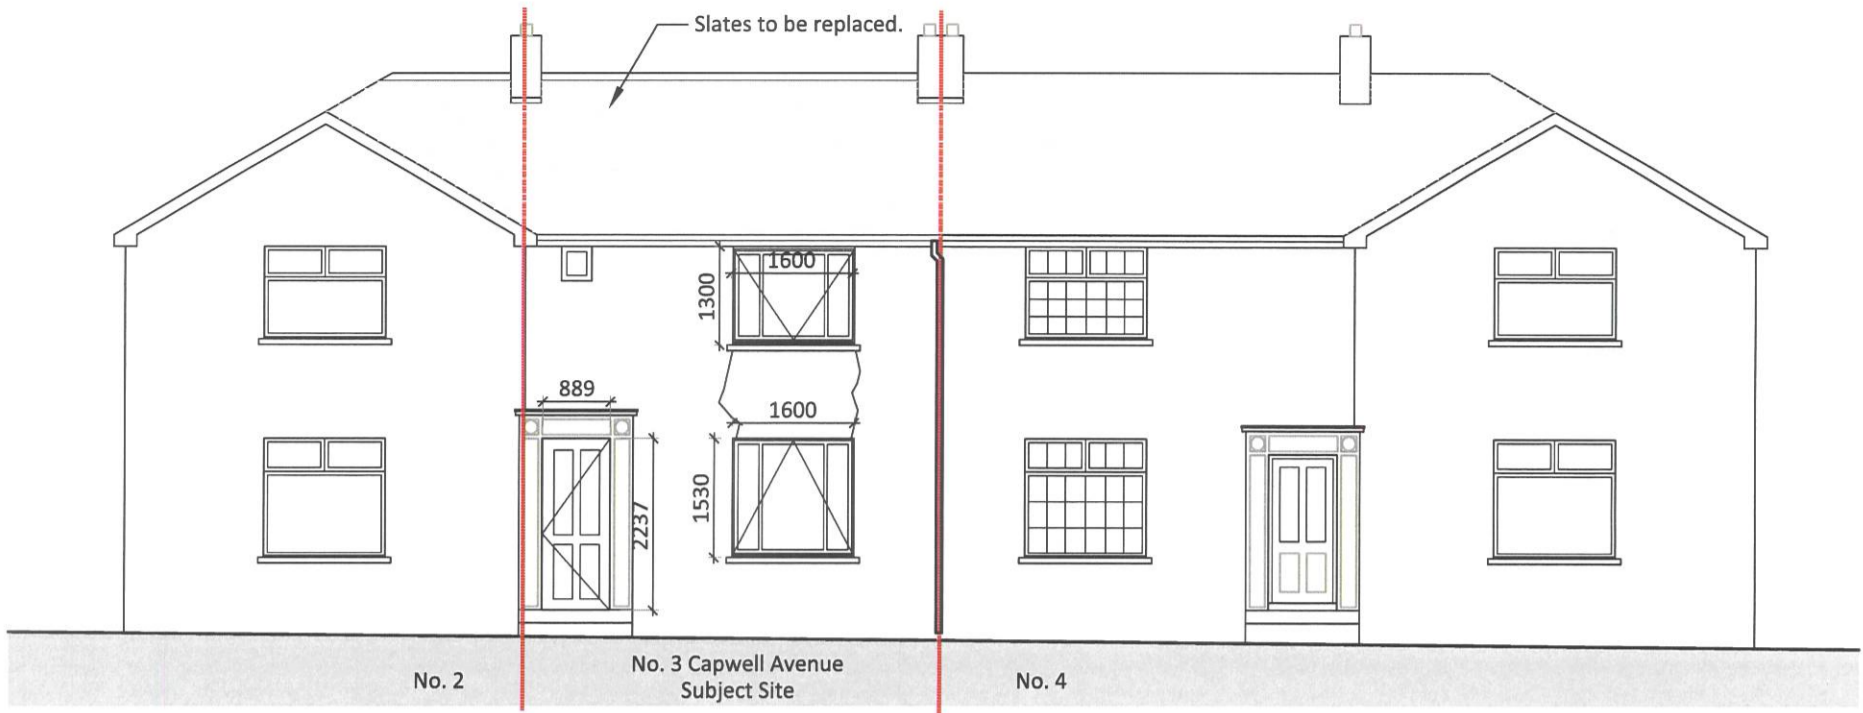 Slates to be replaced.
1600
1300
889
1600
1530
2237
No. 2
No. 3 Capwell Avenue
Subject Site
No. 4